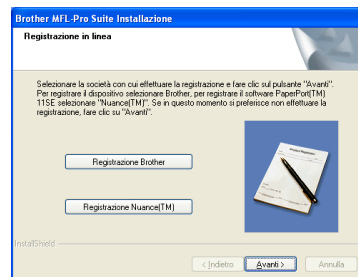 Brother MFL-Pro Suite Installazione
Registrazione in linea
Selezionare la società con cui effettuare la registrazione e fare clic sul pulsante "Avanti".
Per registrare il dispositivo selezionare Brother, per registrare il software PaperPort(TM)
11SE selezionare "Nuance(TM)". Se in questo momento si preferisce non effettuare la
registrazione, fare clic su "Avanti".
Registrazione Brother
Registrazione Nuance(TM)
InstallShield
< Indietro
Avanti >
Annulla